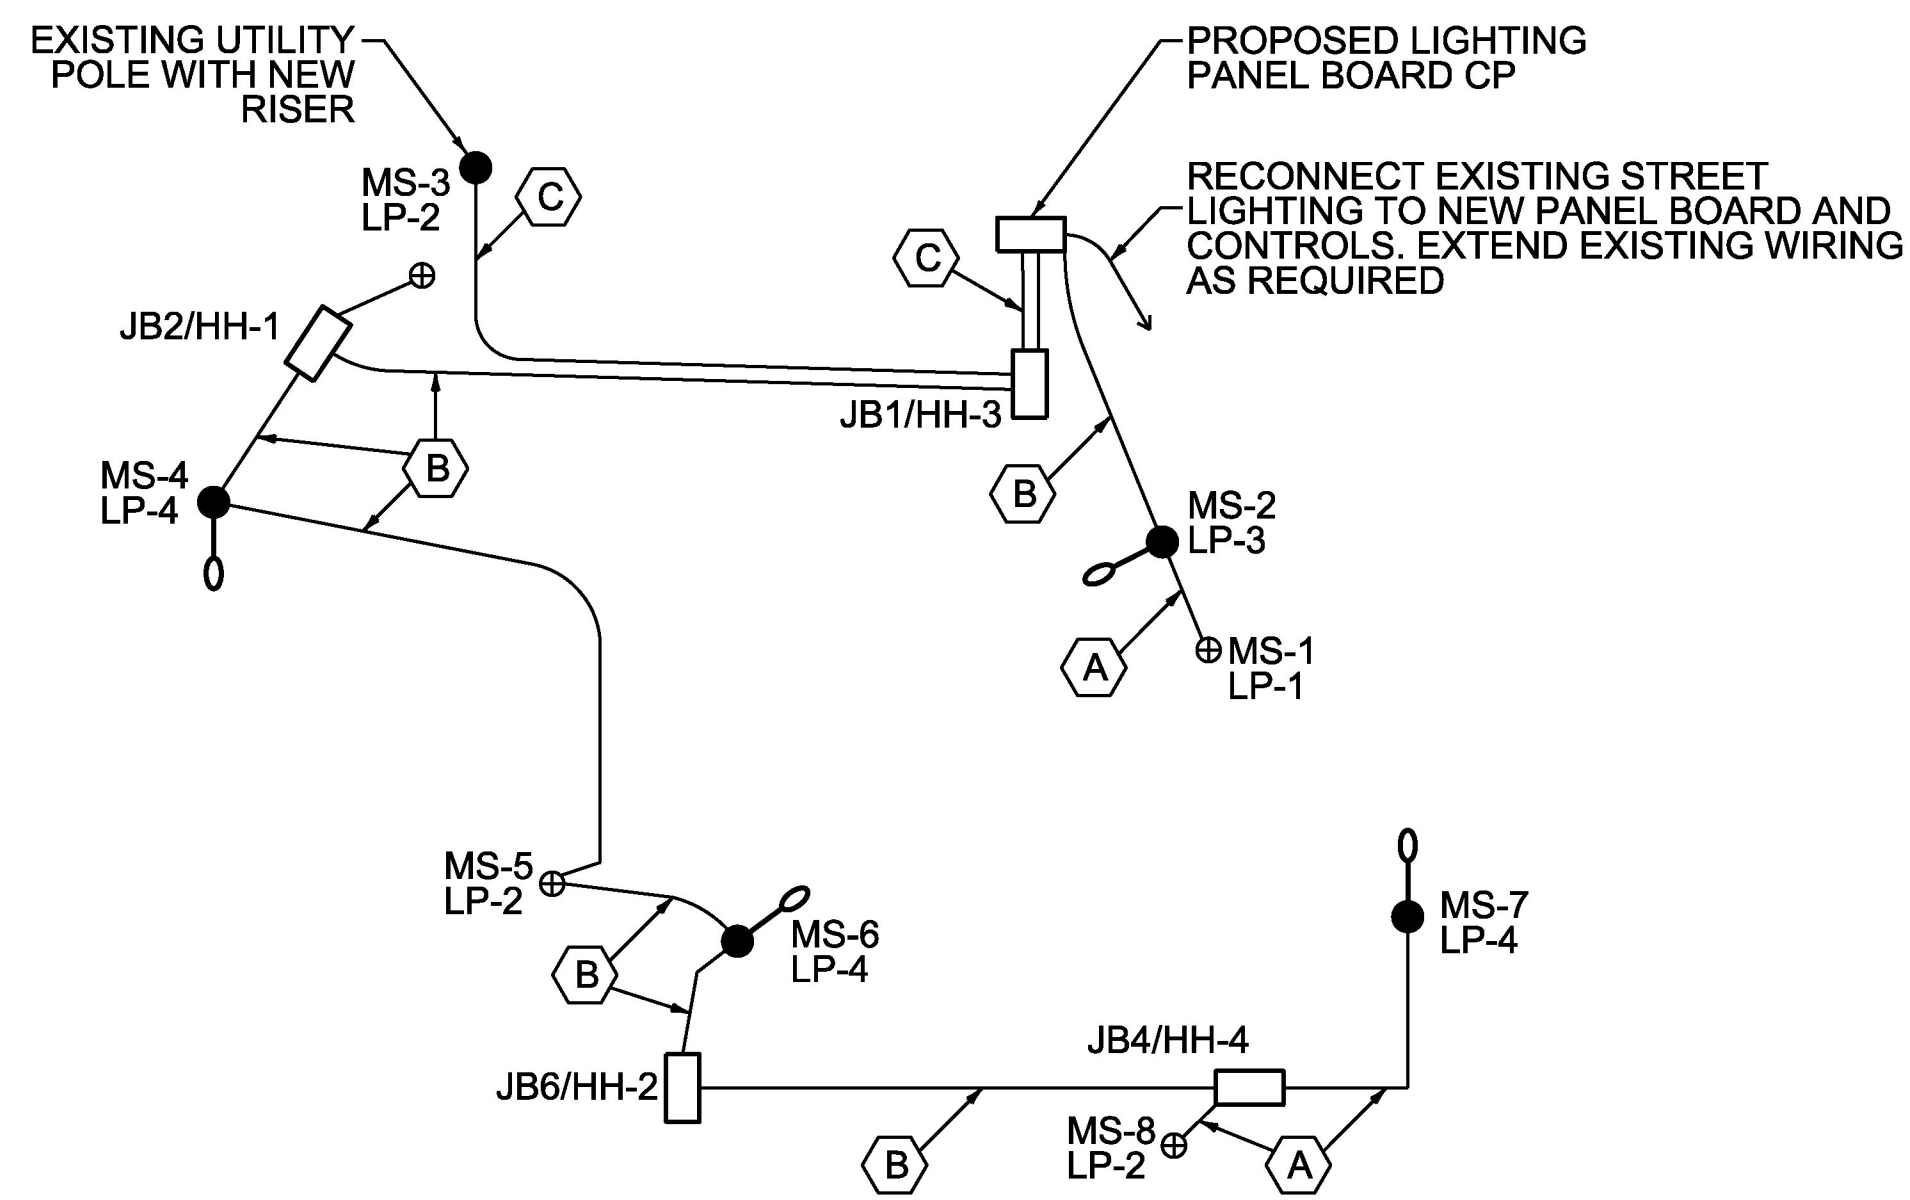 EXISTING UTILITY
POLE WITH NEW
RISER
PROPOSED LIGHTING
PANEL BOARD CP
MS-3
LP-2
C
RECONNECT EXISTING STREET
LIGHTING TO NEW PANEL BOARD AND
CONTROLS. EXTEND EXISTING WIRING
AS REQUIRED
C
JB2/HH-1
JB1/HH-3
B
MS-4
LP-4
B
MS-2
LP-3
A
MS-1
LP-1
MS-5
LP-2
MS-6
LP-4
MS-7
LP-4
B
JB4/HH-4
JB6/HH-2
MS-8
LP-2
B
A